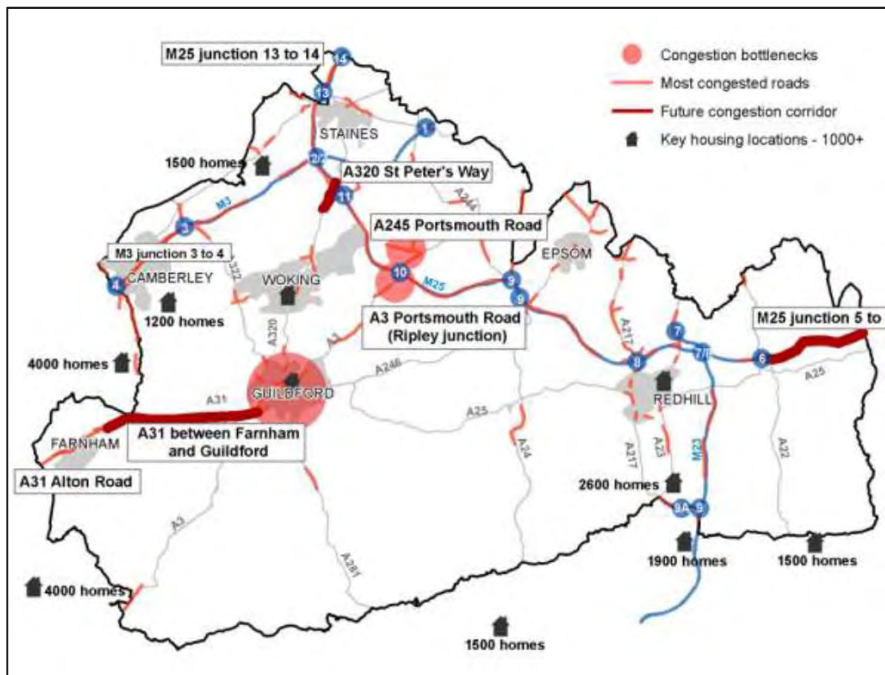 M25 junction 13 to 14
14
13
STAINES
1
1500 homes
A320 St Peter's Way
M3
11
A244
A245 Portsmouth Road
3
M3 junction 3 to 4
CAMBERLEY
4
1200 homes
322
WOKING
A320
10
M25
9
9
EPSOM
A3 Portsmouth Road
(Ripley junction)
A3
A217
7
7/8
8
6
M25 junction 5 to
A25
4000 homes
GUILDFORD
A246
A25
REDHILL
A31
FARNHAM
A31 between Farnham
and Guildford
A31 Alton Road
A24
A217
A23
M23
A22
2600 homes
9A
9
A3
A281
4000 homes
1500 homes
1900 homes
1500 homes
Congestion bottlenecks
Most congested roads
Future congestion corridor
Key housing locations - 1000+